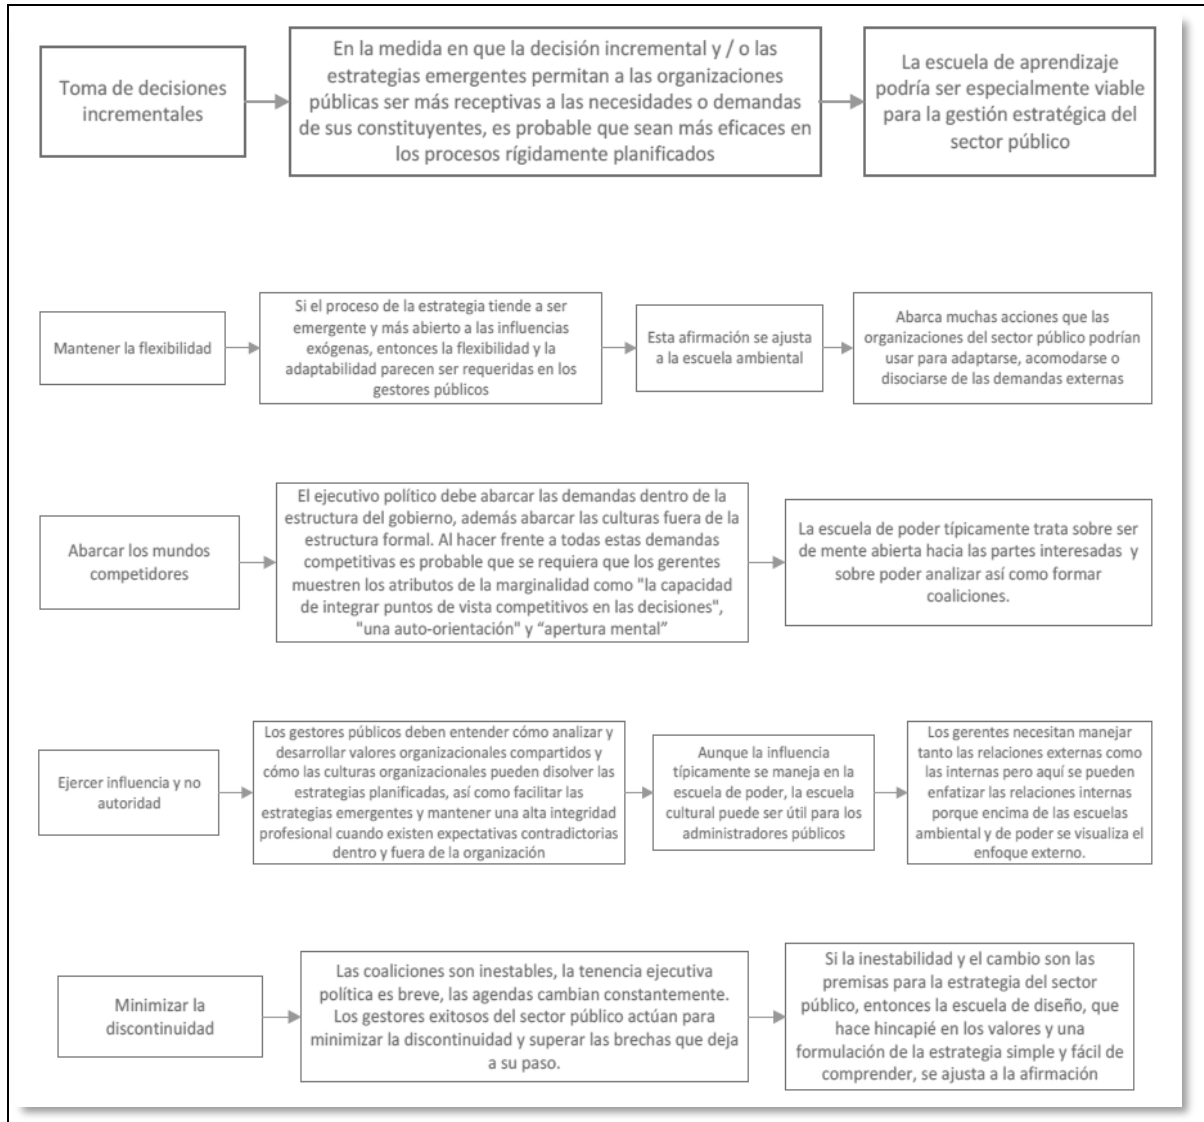 Toma de decisiones
incrementales
En la medida en que la decisión incremental y / o las
estrategias emergentes permitan a las organizaciones
públicas ser más receptivas a las necesidades o demandas
de sus constituyentes, es probable que sean más eficaces en
los procesos rígidamente planificados
La escuela de aprendizaje
podría ser especialmente viable
para la gestión estratégica del
sector público
Mantener la flexibilidad
Si el proceso de la estrategia tiende a ser
emergente y más abierto a las influencias
exógenas, entonces la flexibilidad y la
adaptabilidad parecen ser requeridas en los
gestores públicos
Esta afirmación se ajusta
a la escuela ambiental
Abarca muchas acciones que las
organizaciones del sector público podrían
usar para adaptarse, acomodarse o
disociarse de las demandas externas
Abarcar los mundos
competidores
El ejecutivo político debe abarcar las demandas dentro de la
estructura del gobierno, además abarcar las culturas fuera de la
estructura formal. Al hacer frente a todas estas demandas
competitivas es probable que se requiera que los gerentes
muestren los atributos de la marginalidad como "la capacidad
de integrar puntos de vista competitivos en las decisiones",
"una auto-orientación" y “apertura mental”
La escuela de poder típicamente trata sobre ser
de mente abierta hacia las partes interesadas y
sobre poder analizar así como formar
coaliciones.
Ejercer influencia y no
autoridad
Los gestores públicos deben entender cómo analizar y
desarrollar valores organizacionales compartidos y
cómo las culturas organizacionales pueden disolver las
estrategias planificadas, así como facilitar las
estrategias emergentes y mantener una alta integridad
profesional cuando existen expectativas contradictorias
dentro y fuera de la organización
Aunque la influencia
típicamente se maneja en la
escuela de poder, la escuela
cultural puede ser útil para los
administradores públicos
Los gerentes necesitan manejar
tanto las relaciones externas como
las internas pero aquí se pueden
enfatizar las relaciones internas
porque encima de las escuelas
ambiental y de poder se visualiza el
enfoque externo.
Minimizar la
discontinuidad
Las coaliciones son inestables, la tenencia ejecutiva
política es breve, las agendas cambian constantemente.
Los gestores exitosos del sector público actúan para
minimizar la discontinuidad y superar las brechas que deja
a su paso.
Si la inestabilidad y el cambio son las
premisas para la estrategia del sector
público, entonces la escuela de diseño, que
hace hincapié en los valores y una
formulación de la estrategia simple y fácil de
comprender, se ajusta a la afirmación